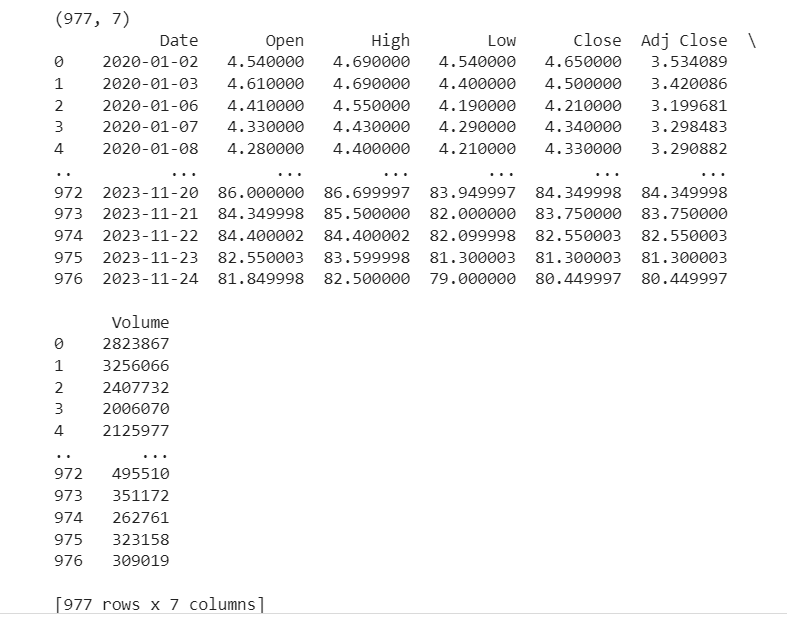 (977, 7)
Date Open High Low Close Adj Close \
0 2020-01-02 4.540000 4.690000 4.540000 4.650000 3.534089
1 2020-01-03 4.610000 4.690000 4.400000 4.500000 3.420086
2 2020-01-06 4.410000 4.550000 4.190000 4.210000 3.199681
3 2020-01-07 4.330000 4.430000 4.290000 4.340000 3.298483
4 2020-01-08 4.280000 4.400000 4.210000 4.330000 3.290882
.. ... ... ... ... ... ...
972 2023-11-20 86.000000 86.699997 83.949997 84.349998 84.349998
973 2023-11-21 84.349998 85.500000 82.000000 83.750000 83.750000
974 2023-11-22 84.400002 84.400002 82.099998 82.550003 82.550003
975 2023-11-23 82.550003 83.599998 81.300003 81.300003 81.300003
976 2023-11-24 81.849998 82.500000 79.000000 80.449997 80.449997
Volume
0 2823867
1 3256066
2 2407732
3 2006070
4 2125977
.. ...
972 495510
973 351172
974 262761
975 323158
976 309019
[977 rows x 7 columns]